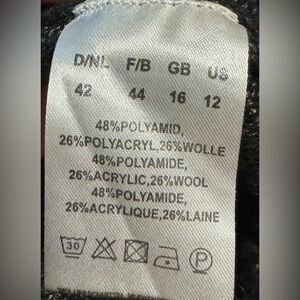 D/NL F/B GB US
42 44 16 12
48%POLYAMID,
26%POLYACRYL,26%WOLLE
48%POLYAMIDE,
26%ACRYLIC,26%WOOL
48%POLYAMIDE,
26%ACRYLIQUE,26%LAINE
30 P